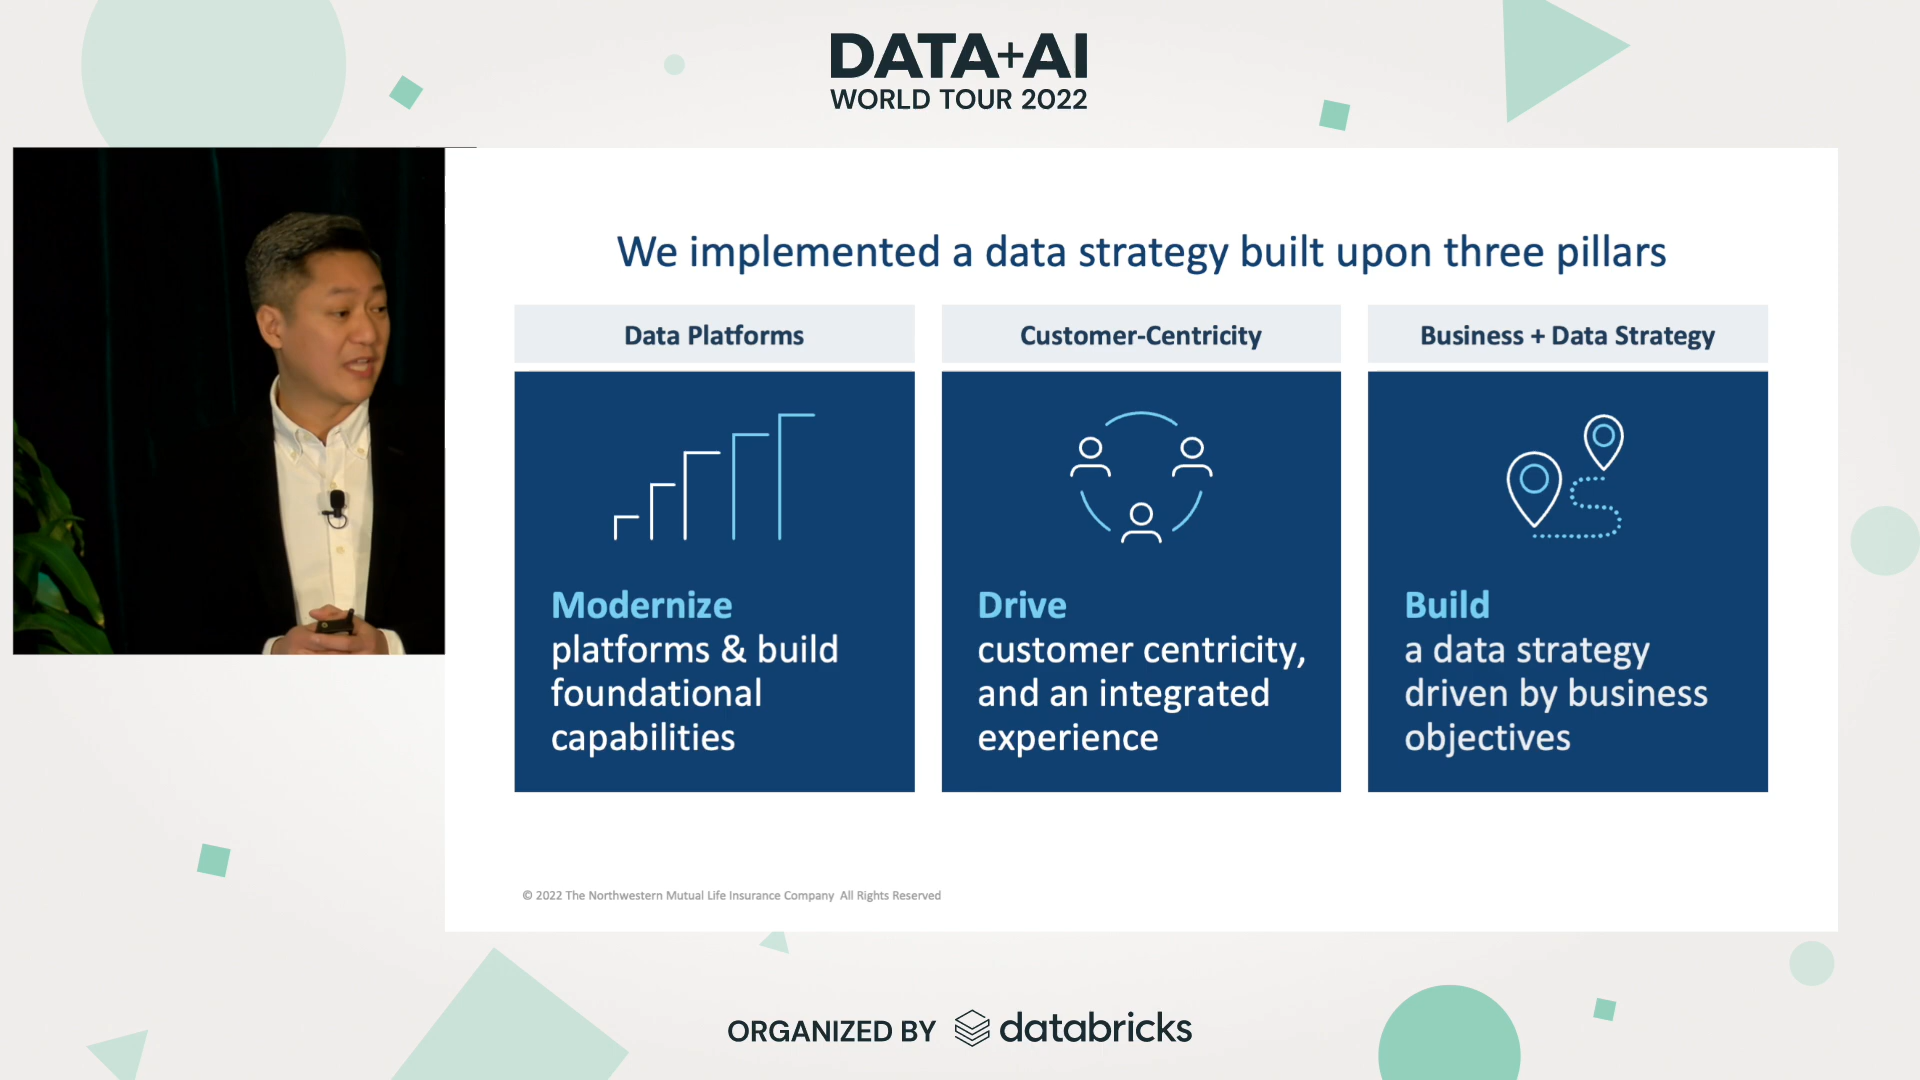 DATA+AI
WORLD TOUR 2022
We implemented a data strategy built upon three pillars
Data Platforms
Modernize
platforms & build
foundational
capabilities
Customer-Centricity
Drive
customer centricity,
and an integrated
experience
Business + Data Strategy
Build
a data strategy
driven by business
objectives
© 2022 The Northwestern Mutual Life Insurance Company All Rights Reserved
ORGANIZED BY databricks